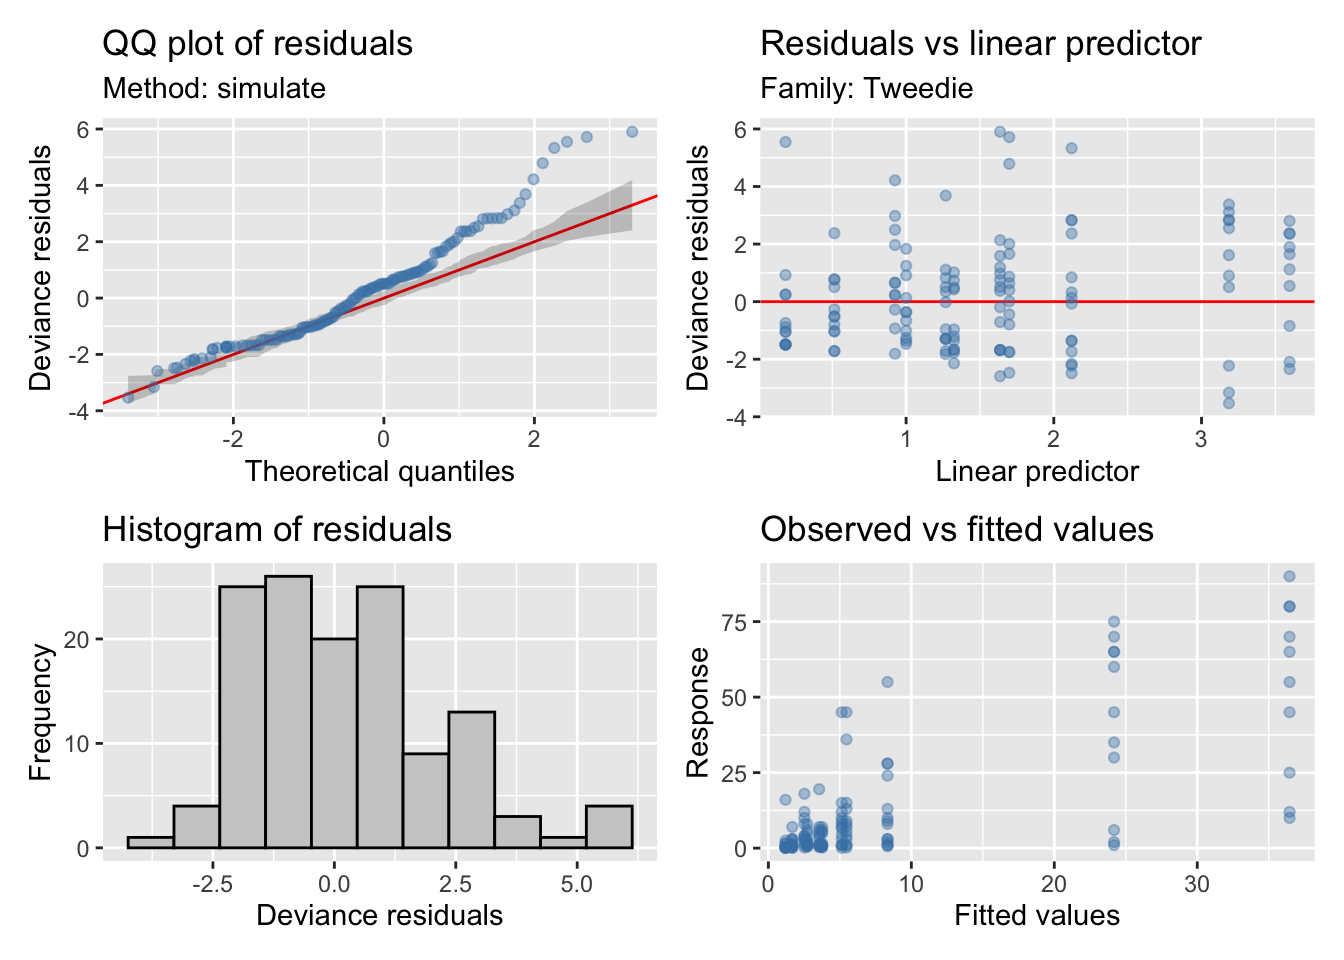 QQ plot of residuals
Method: simulate
6
4
2
0
-2
-4
-2
0
2
Deviance residuals
Theoretical quantiles
Residuals vs linear predictor
Family: Tweedie
6
4
2
0
-2
-4
1
2
3
Deviance residuals
Linear predictor
Histogram of residuals
20
10
0
-2.5
0.0
2.5
5.0
Frequency
Deviance residuals
Observed vs fitted values
75
50
25
0
0
10
20
30
Response
Fitted values